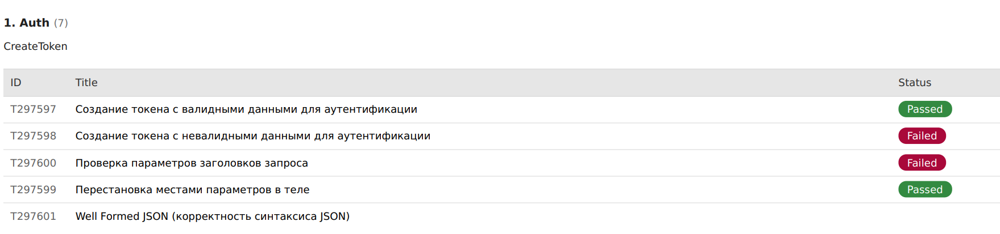 1. Auth (7)
CreateToken
ID Title Status
T297597 Создание токена с валидными данными для аутентификации Passed
T297598 Создание токена с невалидными данными для аутентификации Failed
T297600 Проверка параметров заголовков запроса Failed
T297599 Перестановка местами параметров в теле Passed
T297601 Well Formed JSON (корректность синтаксиса JSON)